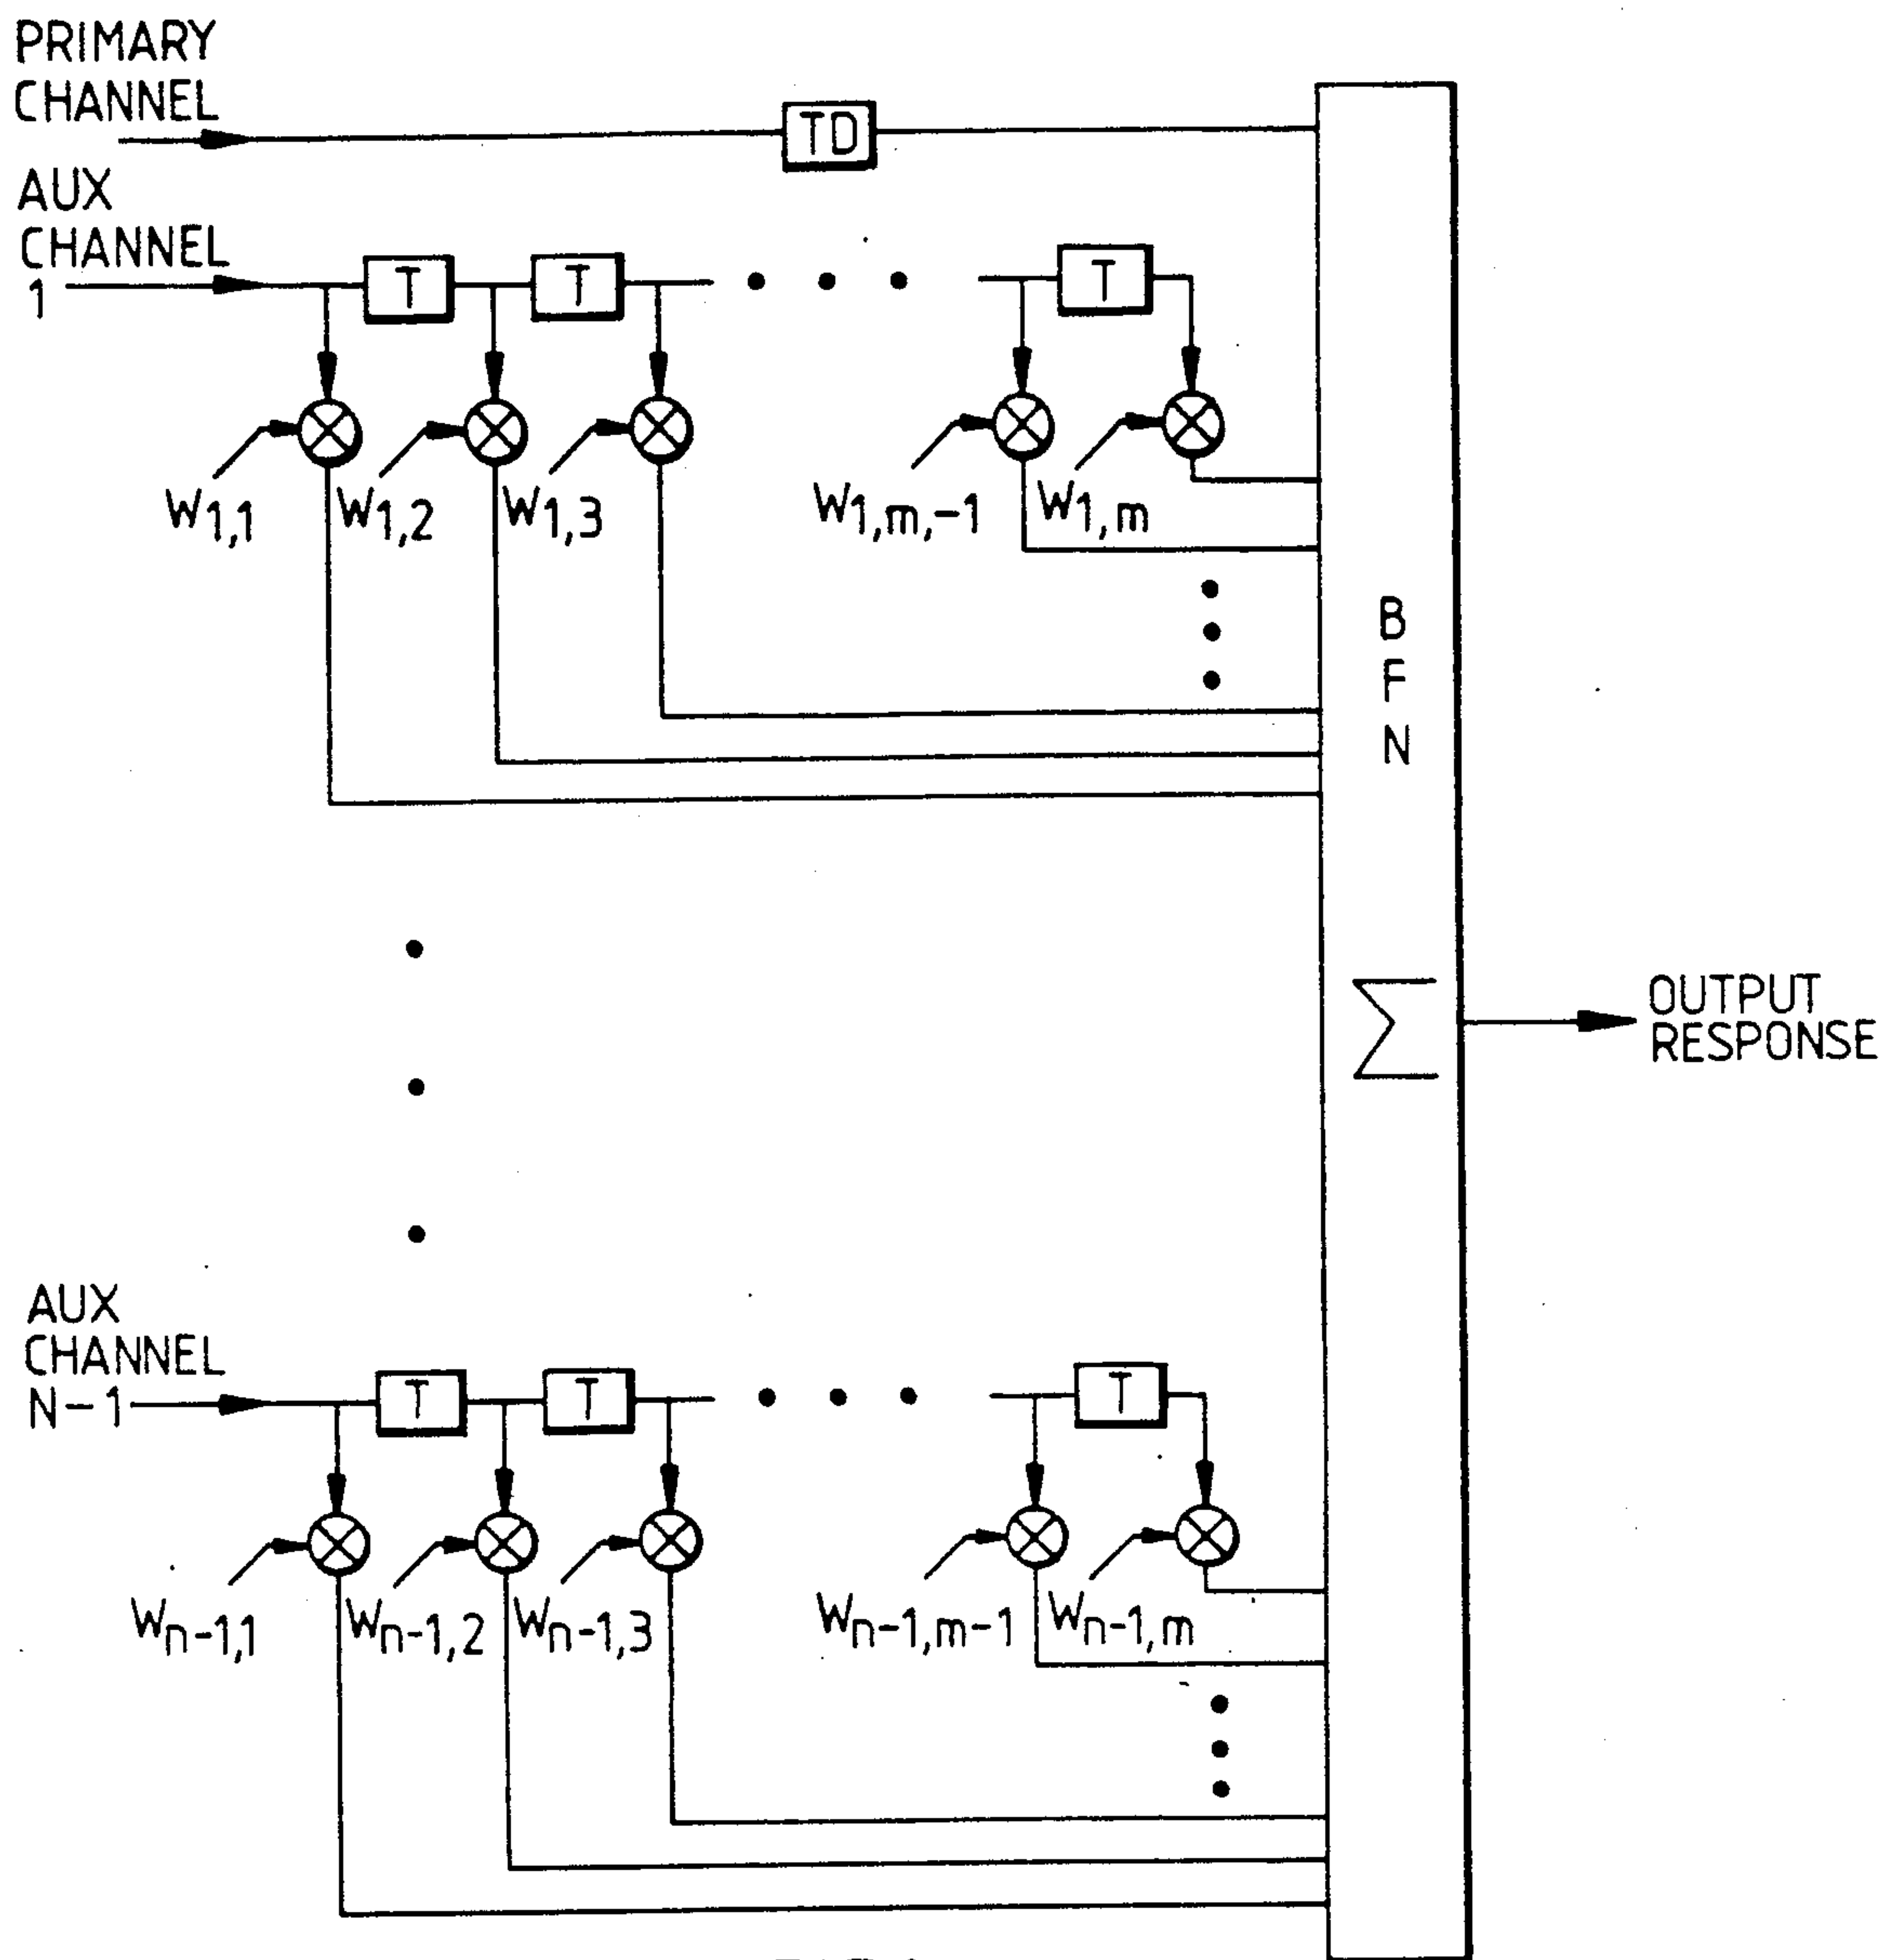 PRIMARY
CHANNEL
TD
AUX
CHANNEL
1
T T T
W1,1 W1,2 W1,3 W1,m,-1 W1,m
B
F
N
Σ
OUTPUT
RESPONSE
AUX
CHANNEL
N-1
T T T
Wn-1,1 Wn-1,2 Wn-1,3 Wn-1,m-1 Wn-1,m